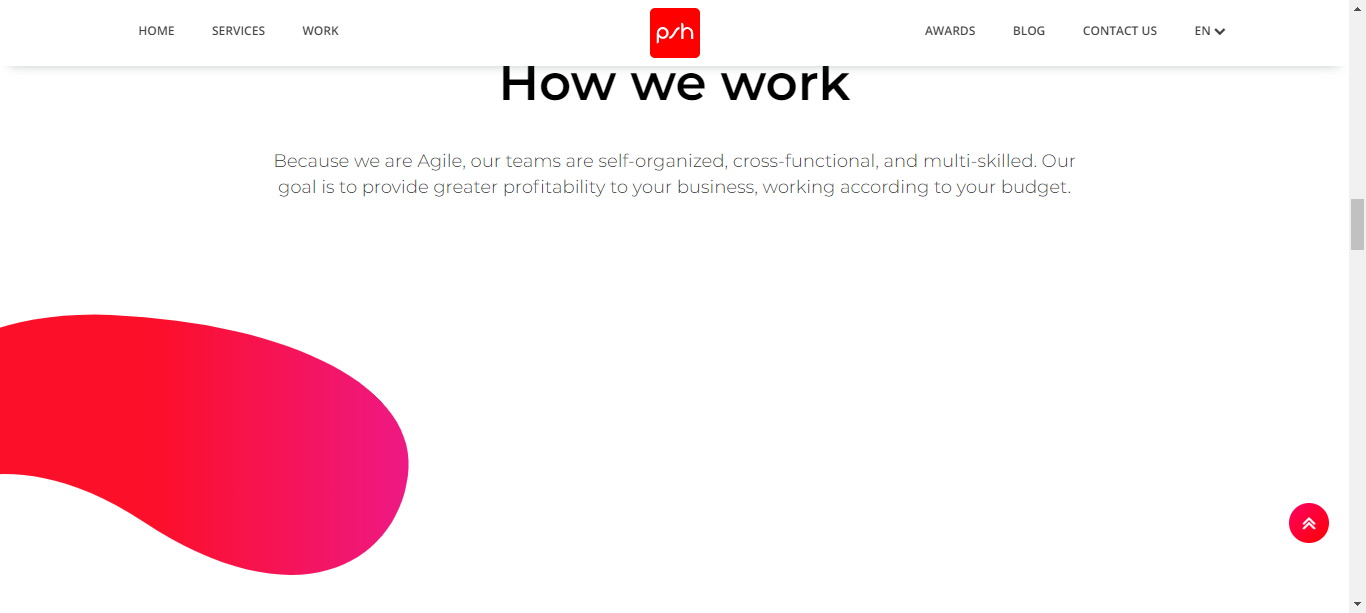 HOME SERVICES WORK psh AWARDS BLOG CONTACT US EN
How we work
Because we are Agile, our teams are self-organized, cross-functional, and multi-skilled. Our
goal is to provide greater profitability to your business, working according to your budget.